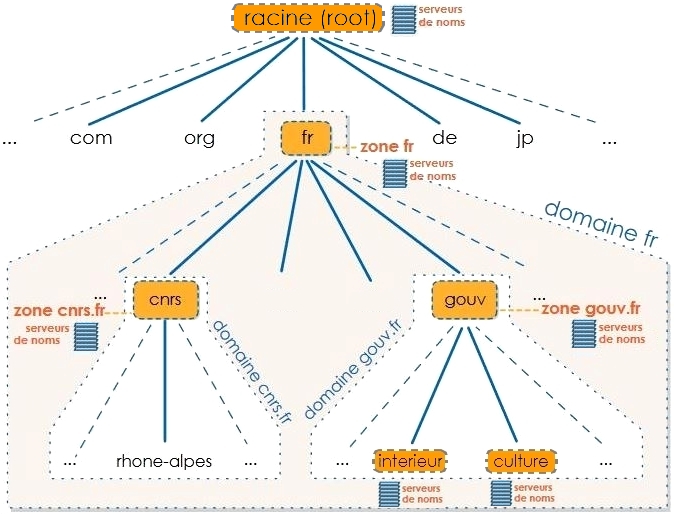 racine (root)
serveurs
de noms
...
com
org
fr
de
jp
...
zone fr
serveurs
de noms
domaine fr
...
cnrs
gouv
...
zone cnrs.fr
serveurs
de noms
zone gouv.fr
serveurs
de noms
domaine cnrs.fr
domaine gouv.fr
...
rhone-alpes
...
...
interieur
culture
...
serveurs
de noms
serveurs
de noms